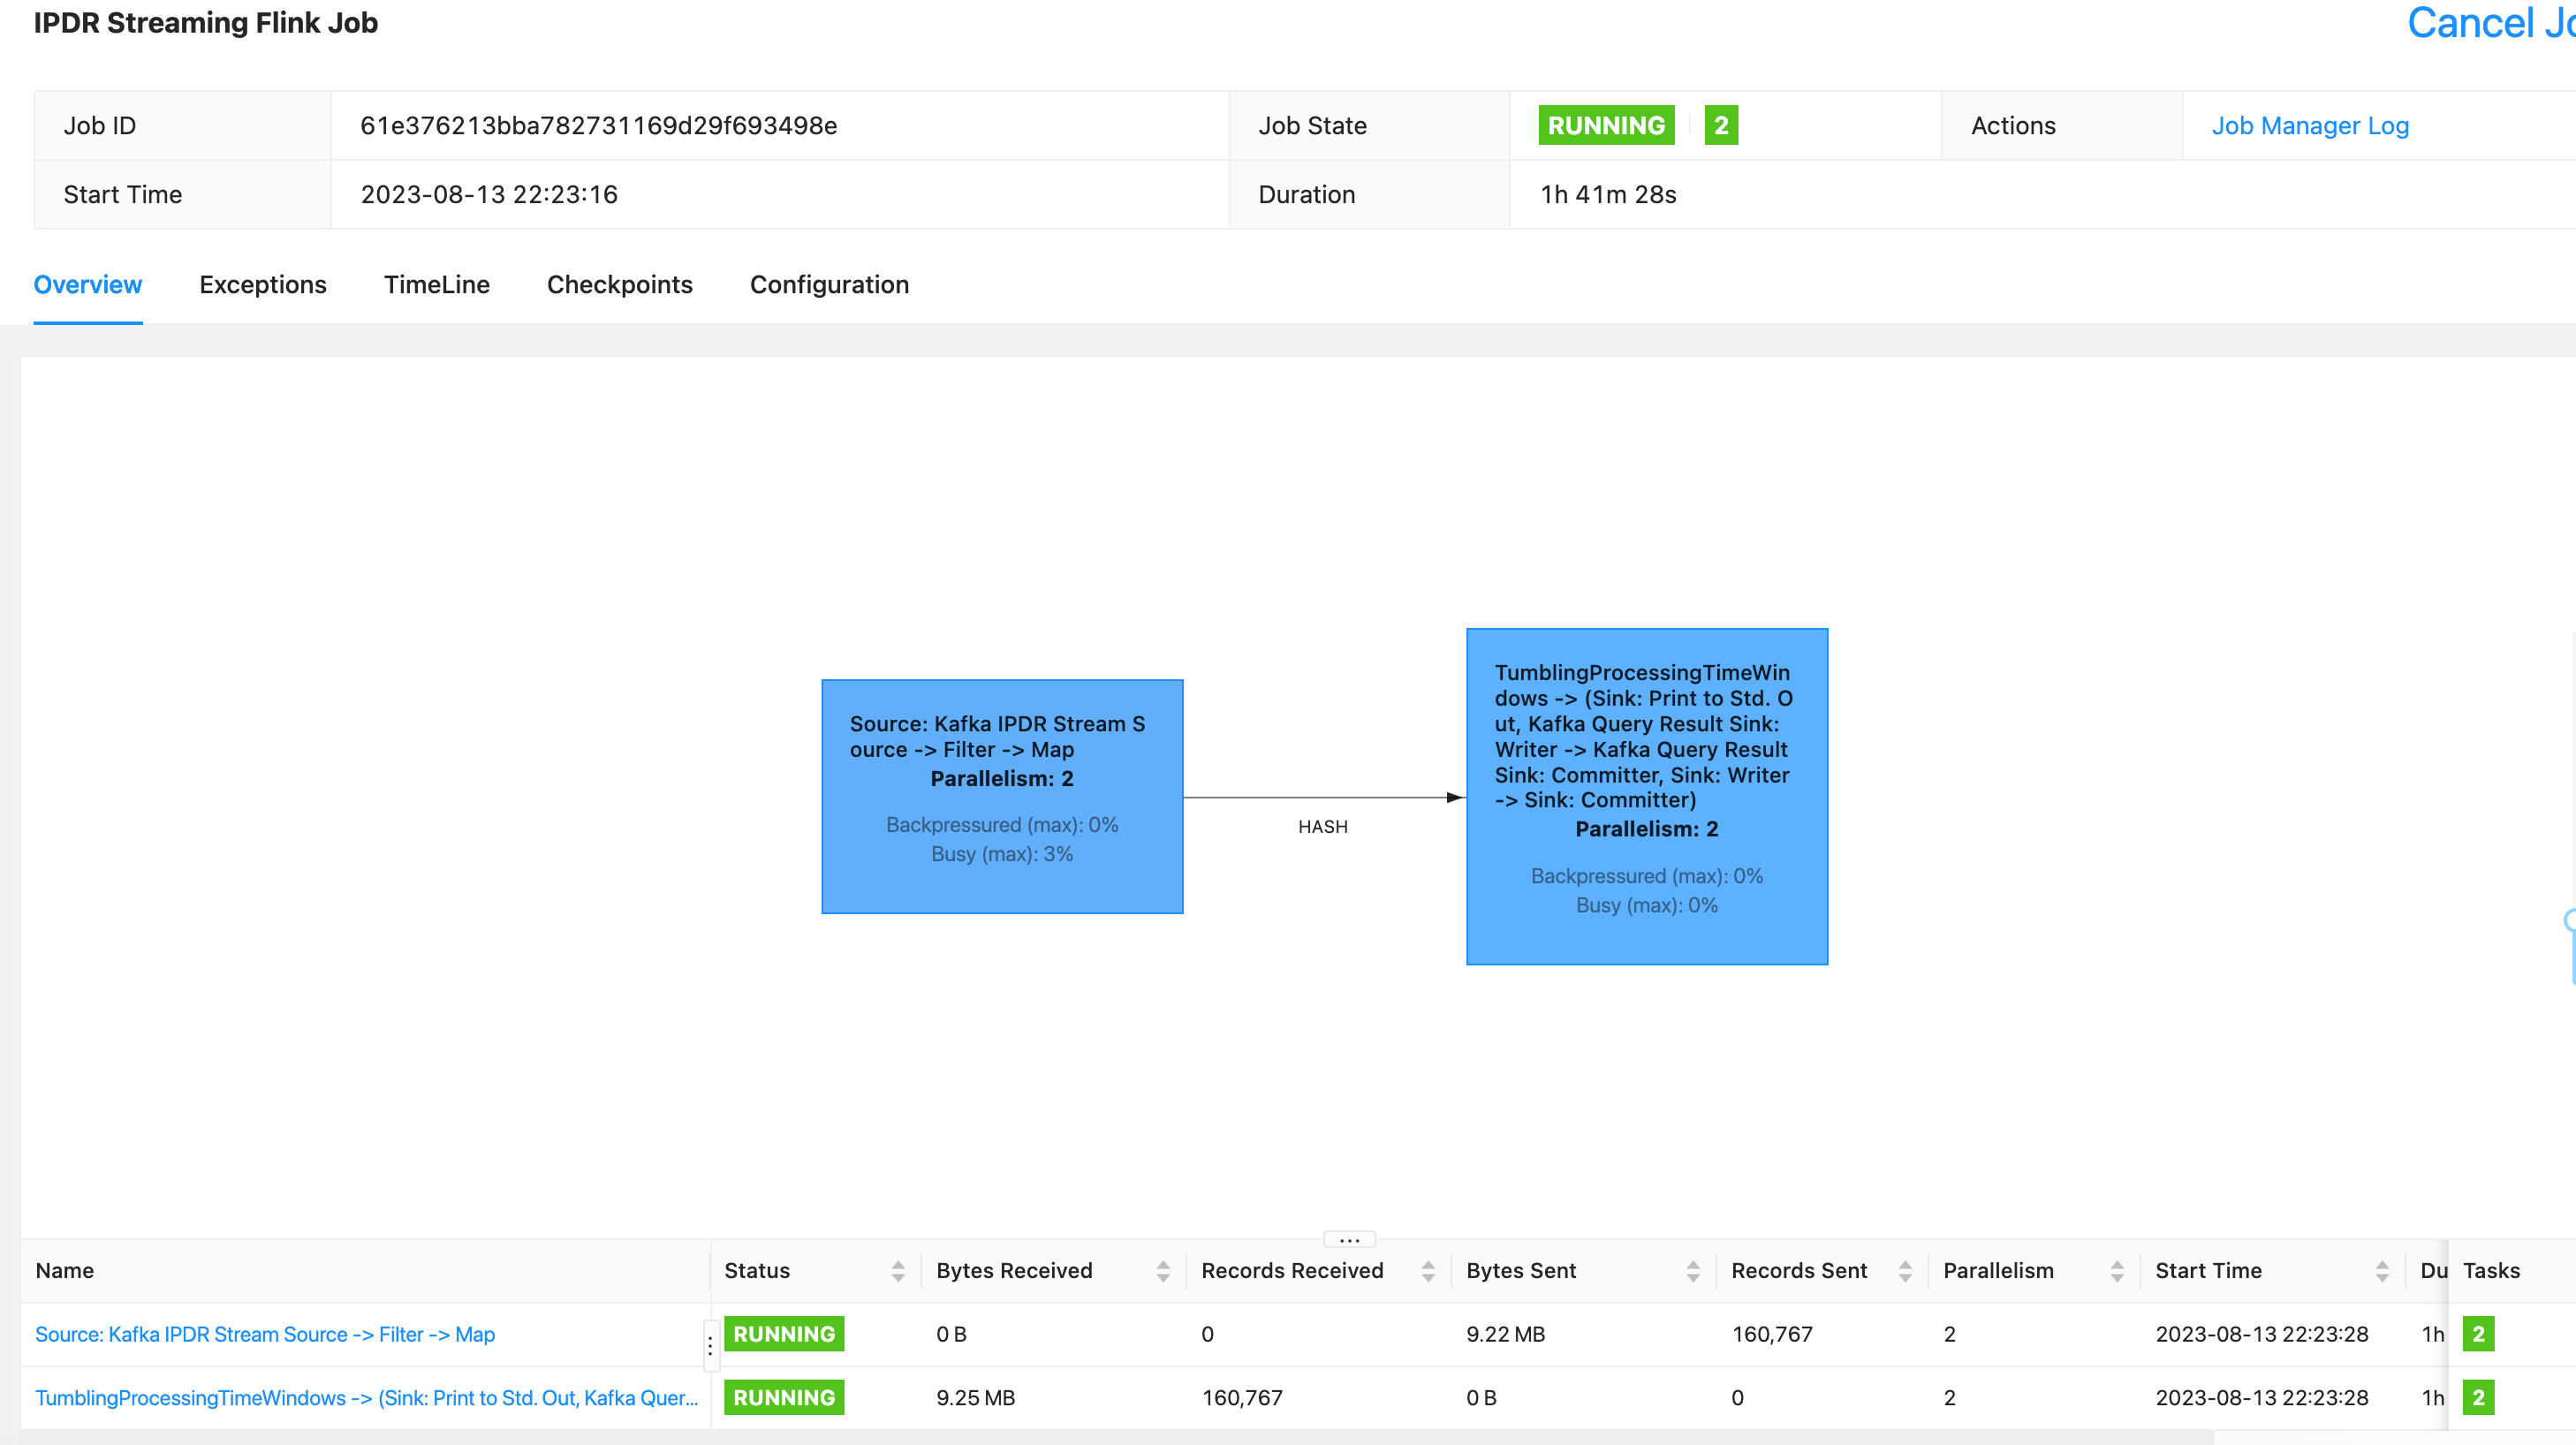 IPDR Streaming Flink Job
Cancel Jo
Job ID 61e376213bba782731169d29f693498e Job State RUNNING 2 Actions Job Manager Log
Start Time 2023-08-13 22:23:16 Duration 1h 41m 28s
Overview Exceptions TimeLine Checkpoints Configuration
Source: Kafka IPDR Stream S
ource -> Filter -> Map
Parallelism: 2
Backpressured (max): 0%
Busy (max): 3%
HASH
TumblingProcessingTimeWin
dows -> (Sink: Print to Std. O
ut, Kafka Query Result Sink:
Writer -> Kafka Query Result
Sink: Committer, Sink: Writer
-> Sink: Committer)
Parallelism: 2
Backpressured (max): 0%
Busy (max): 0%
Name Status Bytes Received Records Received Bytes Sent Records Sent Parallelism Start Time Du Tasks
Source: Kafka IPDR Stream Source -> Filter -> Map RUNNING 0 B 0 9.22 MB 160,767 2 2023-08-13 22:23:28 1h 2
TumblingProcessingTimeWindows -> (Sink: Print to Std. Out, Kafka Quer... RUNNING 9.25 MB 160,767 0 B 0 2 2023-08-13 22:23:28 1h 2